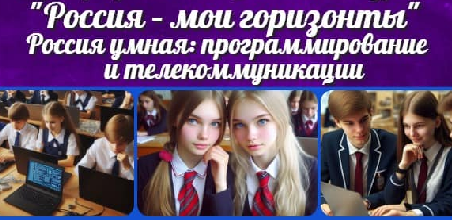 "Россия – мои горизонты"
Россия умная: программирование
и телекоммуникации